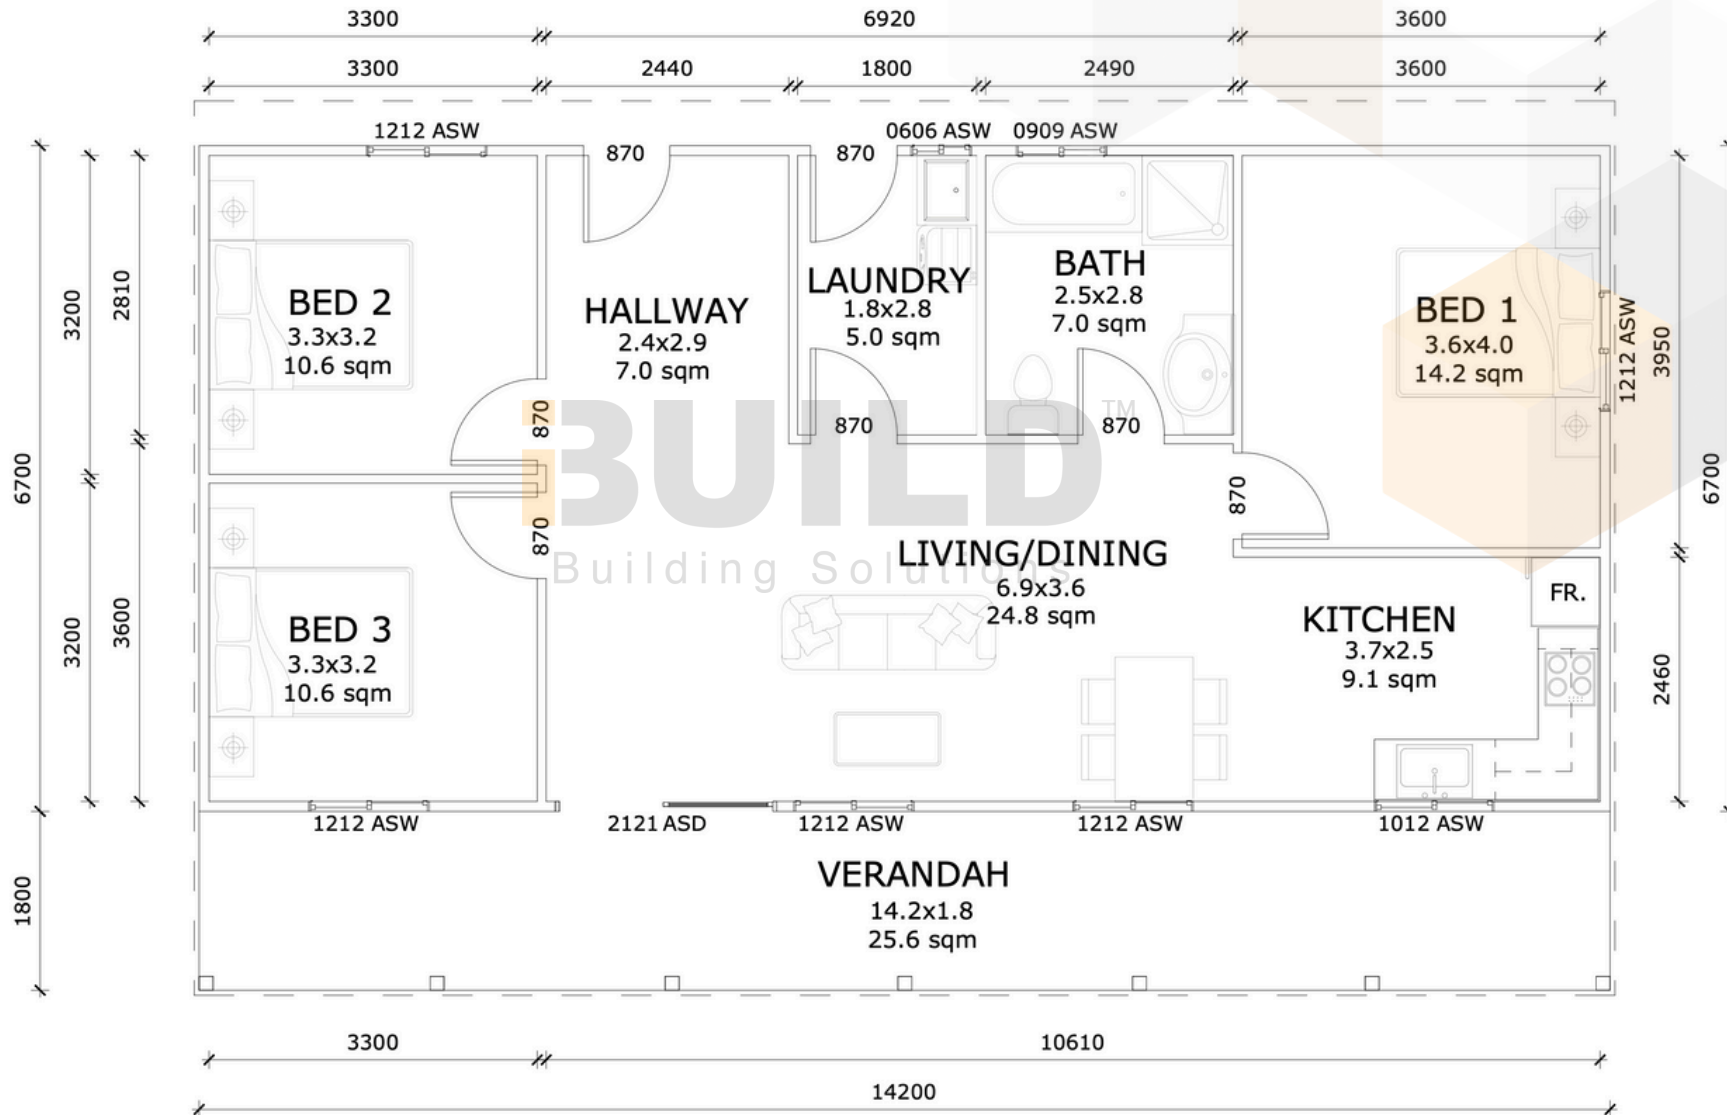 3300
6920
3600
3300
2440
1800
2490
3600
1212 ASW
0606 ASW
0909 ASW
870
870
BED 2
3.3x3.2
10.6 sqm
HALLWAY
2.4x2.9
7.0 sqm
LAUNDRY
1.8x2.8
5.0 sqm
BATH
2.5x2.8
7.0 sqm
BED 1
3.6x4.0
14.2 sqm
1212 ASW
3200
2810
3950
870
870
870
iBUILD™
Building Solutions
6700
6700
870
870
LIVING/DINING
6.9x3.6
24.8 sqm
BED 3
3.3x3.2
10.6 sqm
KITCHEN
3.7x2.5
9.1 sqm
FR.
3200
3600
2460
1212 ASW
2121 ASD
1212 ASW
1212 ASW
1012 ASW
VERANDAH
14.2x1.8
25.6 sqm
1800
3300
10610
14200